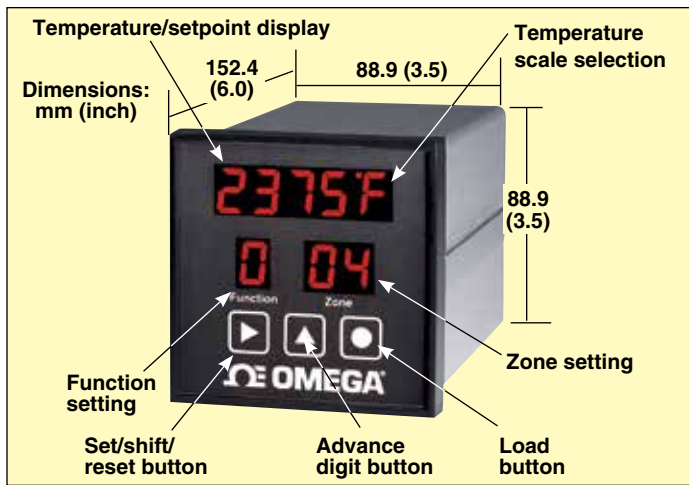 Temperature/setpoint display
Temperature
scale selection
152.4
(6.0)
88.9 (3.5)
Dimensions:
mm (inch)
2375°F
88.9
(3.5)
0
04
Function
Zone
Zone setting
Function
setting
ΩE OMEGA®
Set/shift/
reset button
Advance
digit button
Load
button